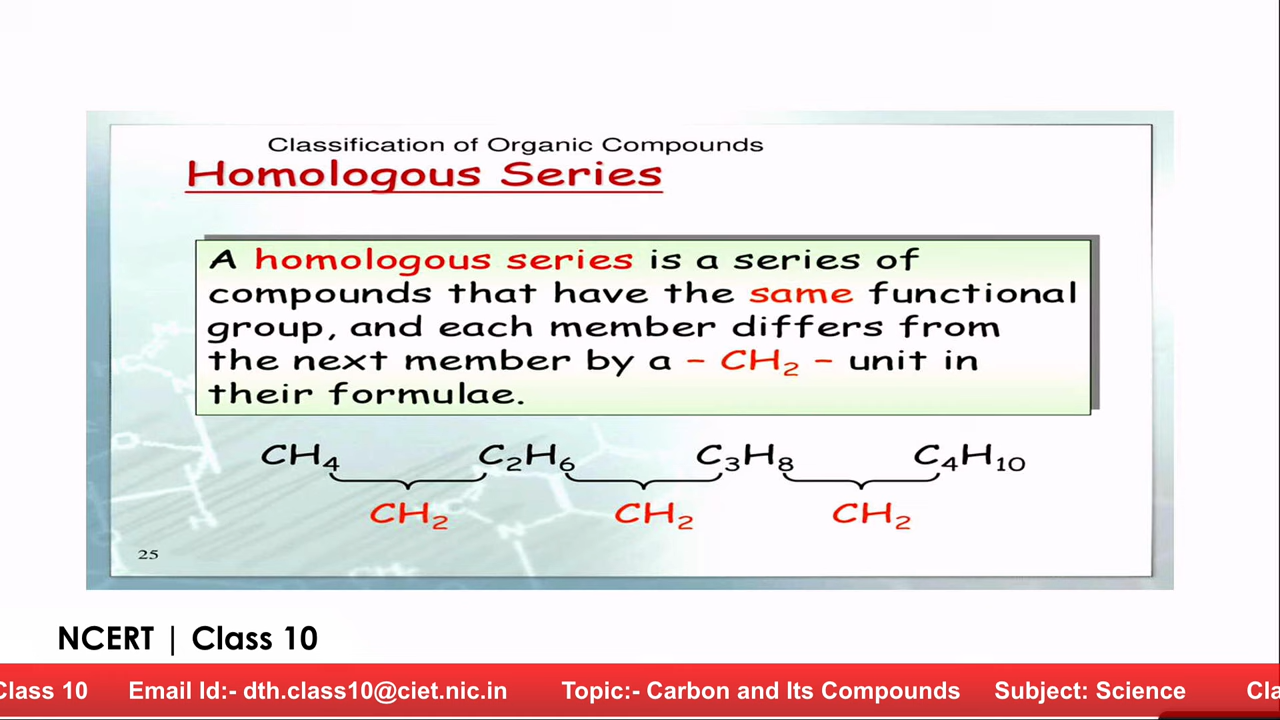 Classification of Organic Compounds
Homologous Series
A homologous series is a series of
compounds that have the same functional
group, and each member differs from
the next member by a – CH₂ – unit in
their formulae.
CH₄ C₂H₆ C₃H₈ C₄H₁₀
CH₂ CH₂ CH₂
25
NCERT | Class 10
Class 10 Email Id:- dth.class10@ciet.nic.in Topic:- Carbon and Its Compounds Subject: Science Cla